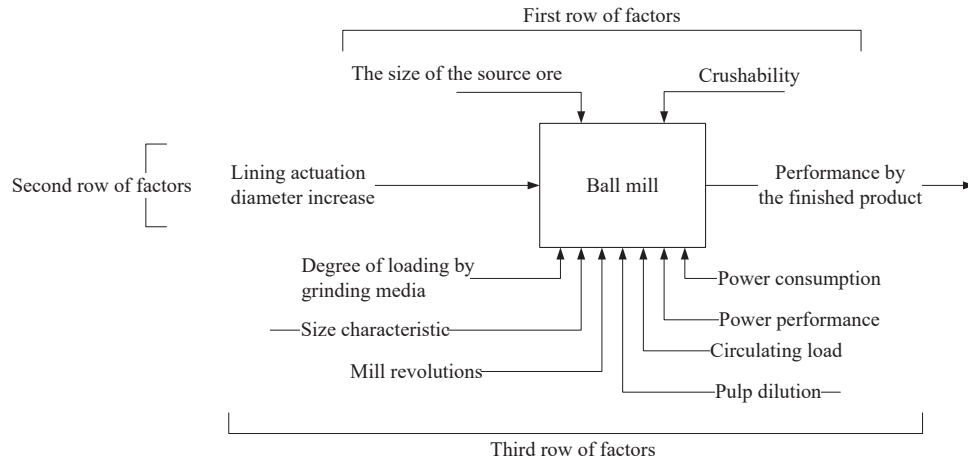 First row of factors
The size of the source ore
Crushability
Second row of factors
Lining actuation
diameter increase
Ball mill
Performance by
the finished product
Degree of loading by
grinding media
Power consumption
Size characteristic
Power performance
Mill revolutions
Circulating load
Pulp dilution
Third row of factors